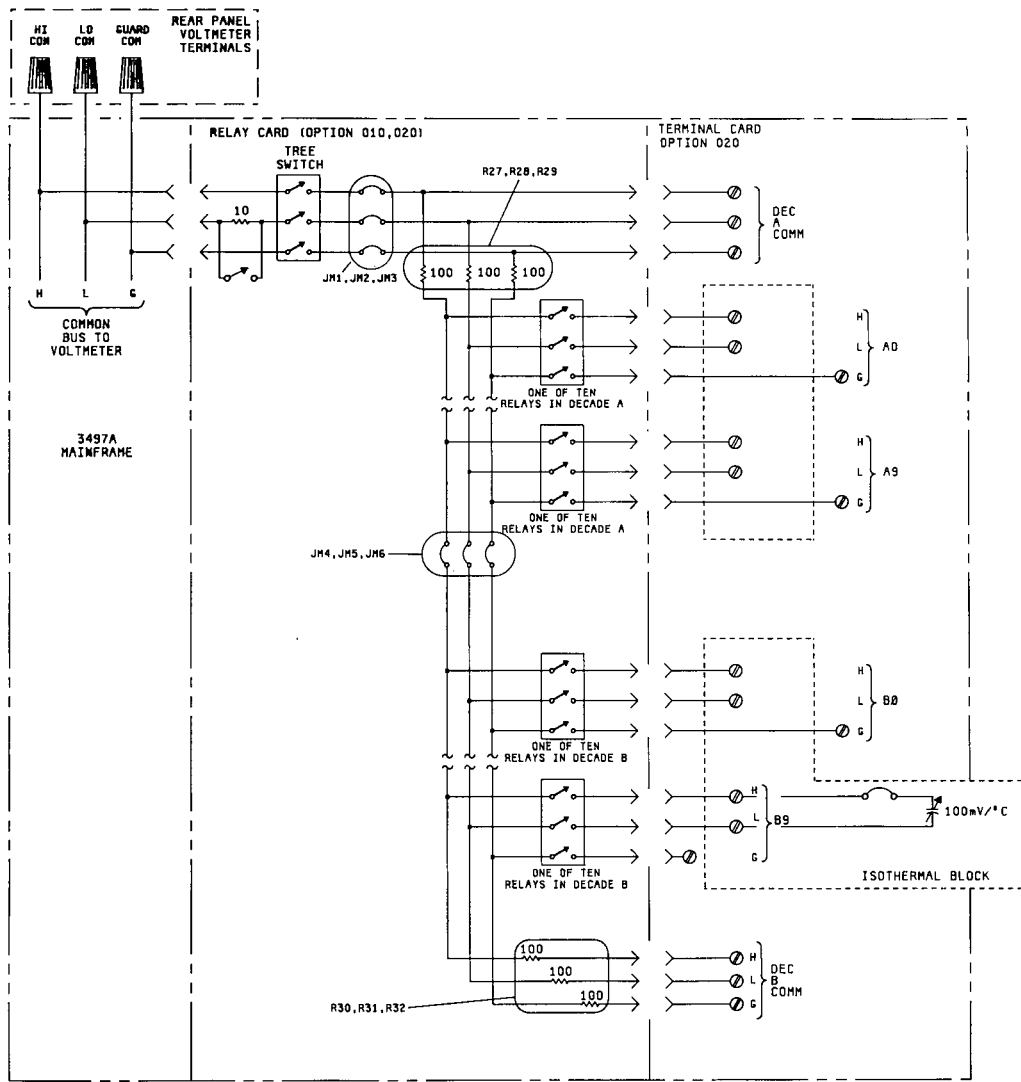 HI COM
LO COM
GUARD COM
REAR PANEL
VOLTMETER
TERMINALS
RELAY CARD (OPTION 010,020)
TREE
SWITCH
TERMINAL CARD
OPTION 020
R27,R28,R29
10
DEC
A
COMM
JM1,JM2,JM3
100
100
100
H
L
G
COMMON
BUS TO
VOLTMETER
H
L
G
A0
ONE OF TEN
RELAYS IN DECADE A
3497A
MAINFRAME
H
L
G
A9
ONE OF TEN
RELAYS IN DECADE A
JM4,JM5,JM6
H
L
G
B0
ONE OF TEN
RELAYS IN DECADE B
H
L
G
B9
100mV/°C
ISOTHERMAL BLOCK
ONE OF TEN
RELAYS IN DECADE B
100
100
100
H
L
G
DEC
B
COMM
R30,R31,R32